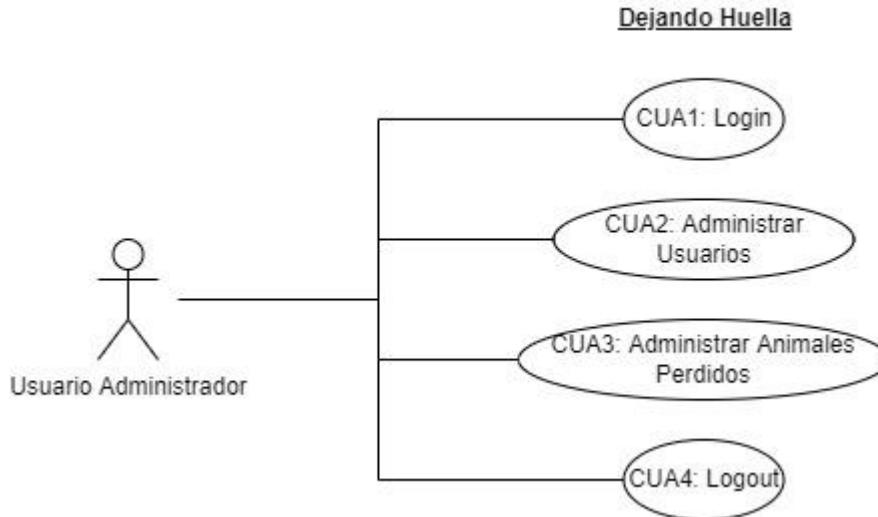 Dejando Huella
CUA1: Login
CUA2: Administrar
Usuarios
CUA3: Administrar Animales
Perdidos
Usuario Administrador
CUA4: Logout